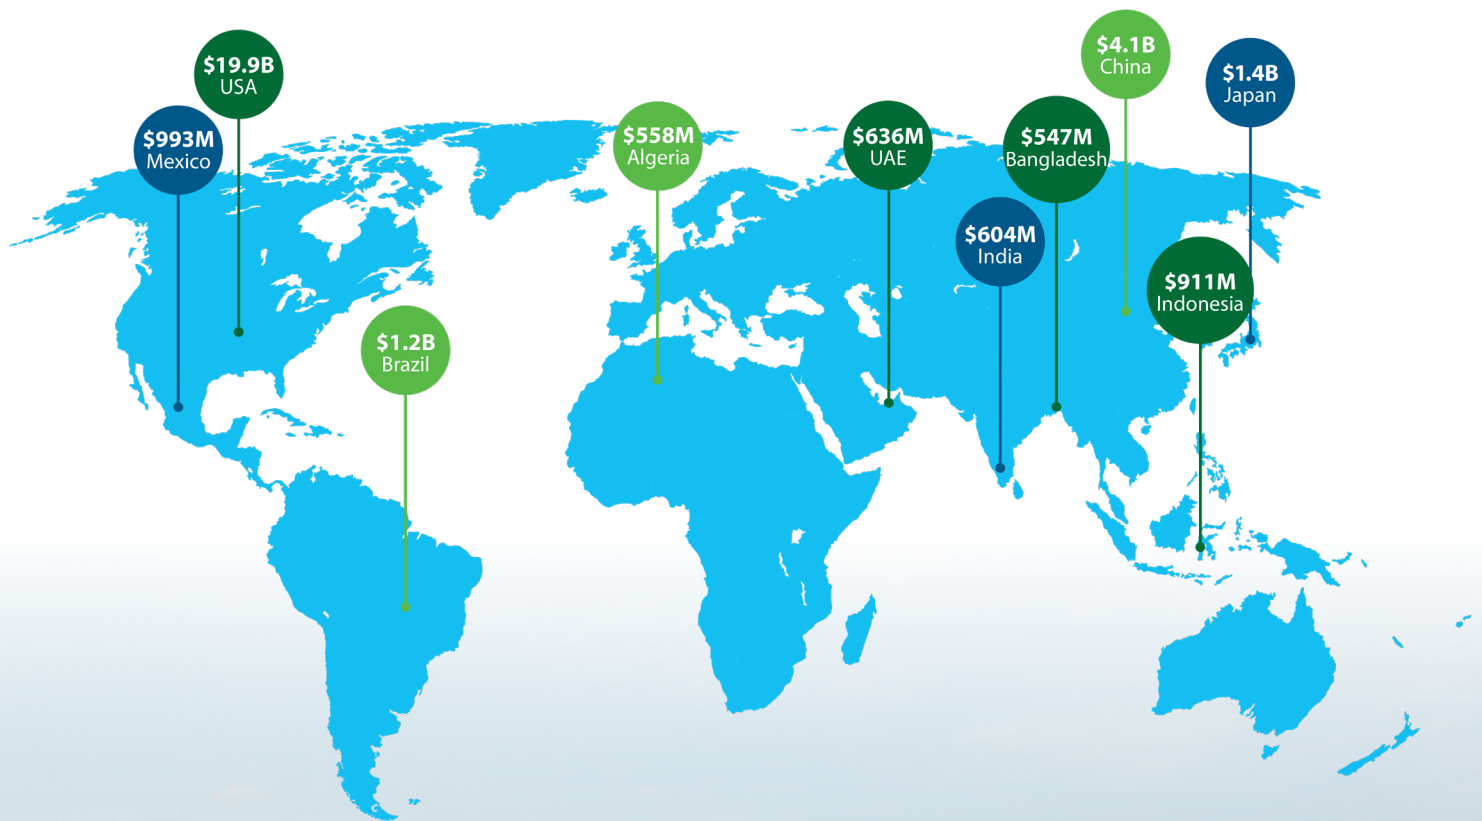 $19.9B
USA
$993M
Mexico
$1.2B
Brazil
$558M
Algeria
$636M
UAE
$604M
India
$547M
Bangladesh
$4.1B
China
$911M
Indonesia
$1.4B
Japan